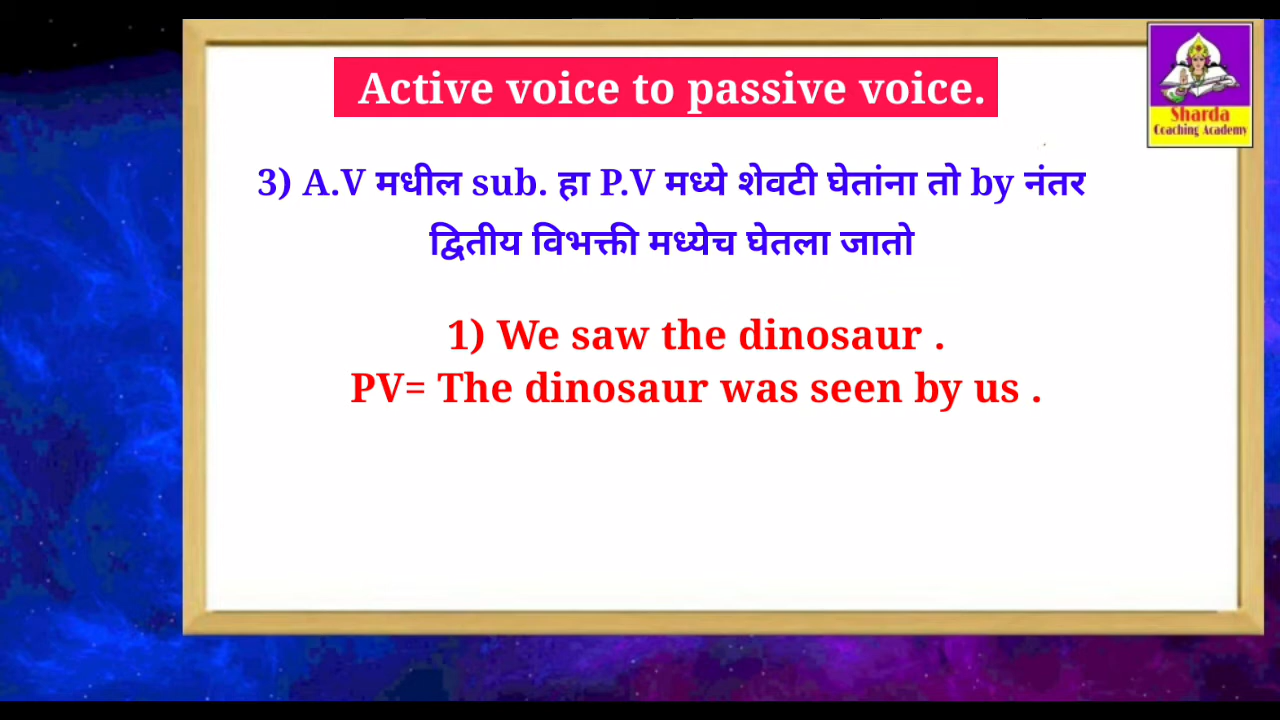 Active voice to passive voice.
Sharda
Coaching Academy
3) A.V मधील sub. हा P.V मध्ये शेवटी घेतांना तो by नंतर
द्वितीय विभक्ती मध्येच घेतला जातो
1) We saw the dinosaur .
PV= The dinosaur was seen by us .